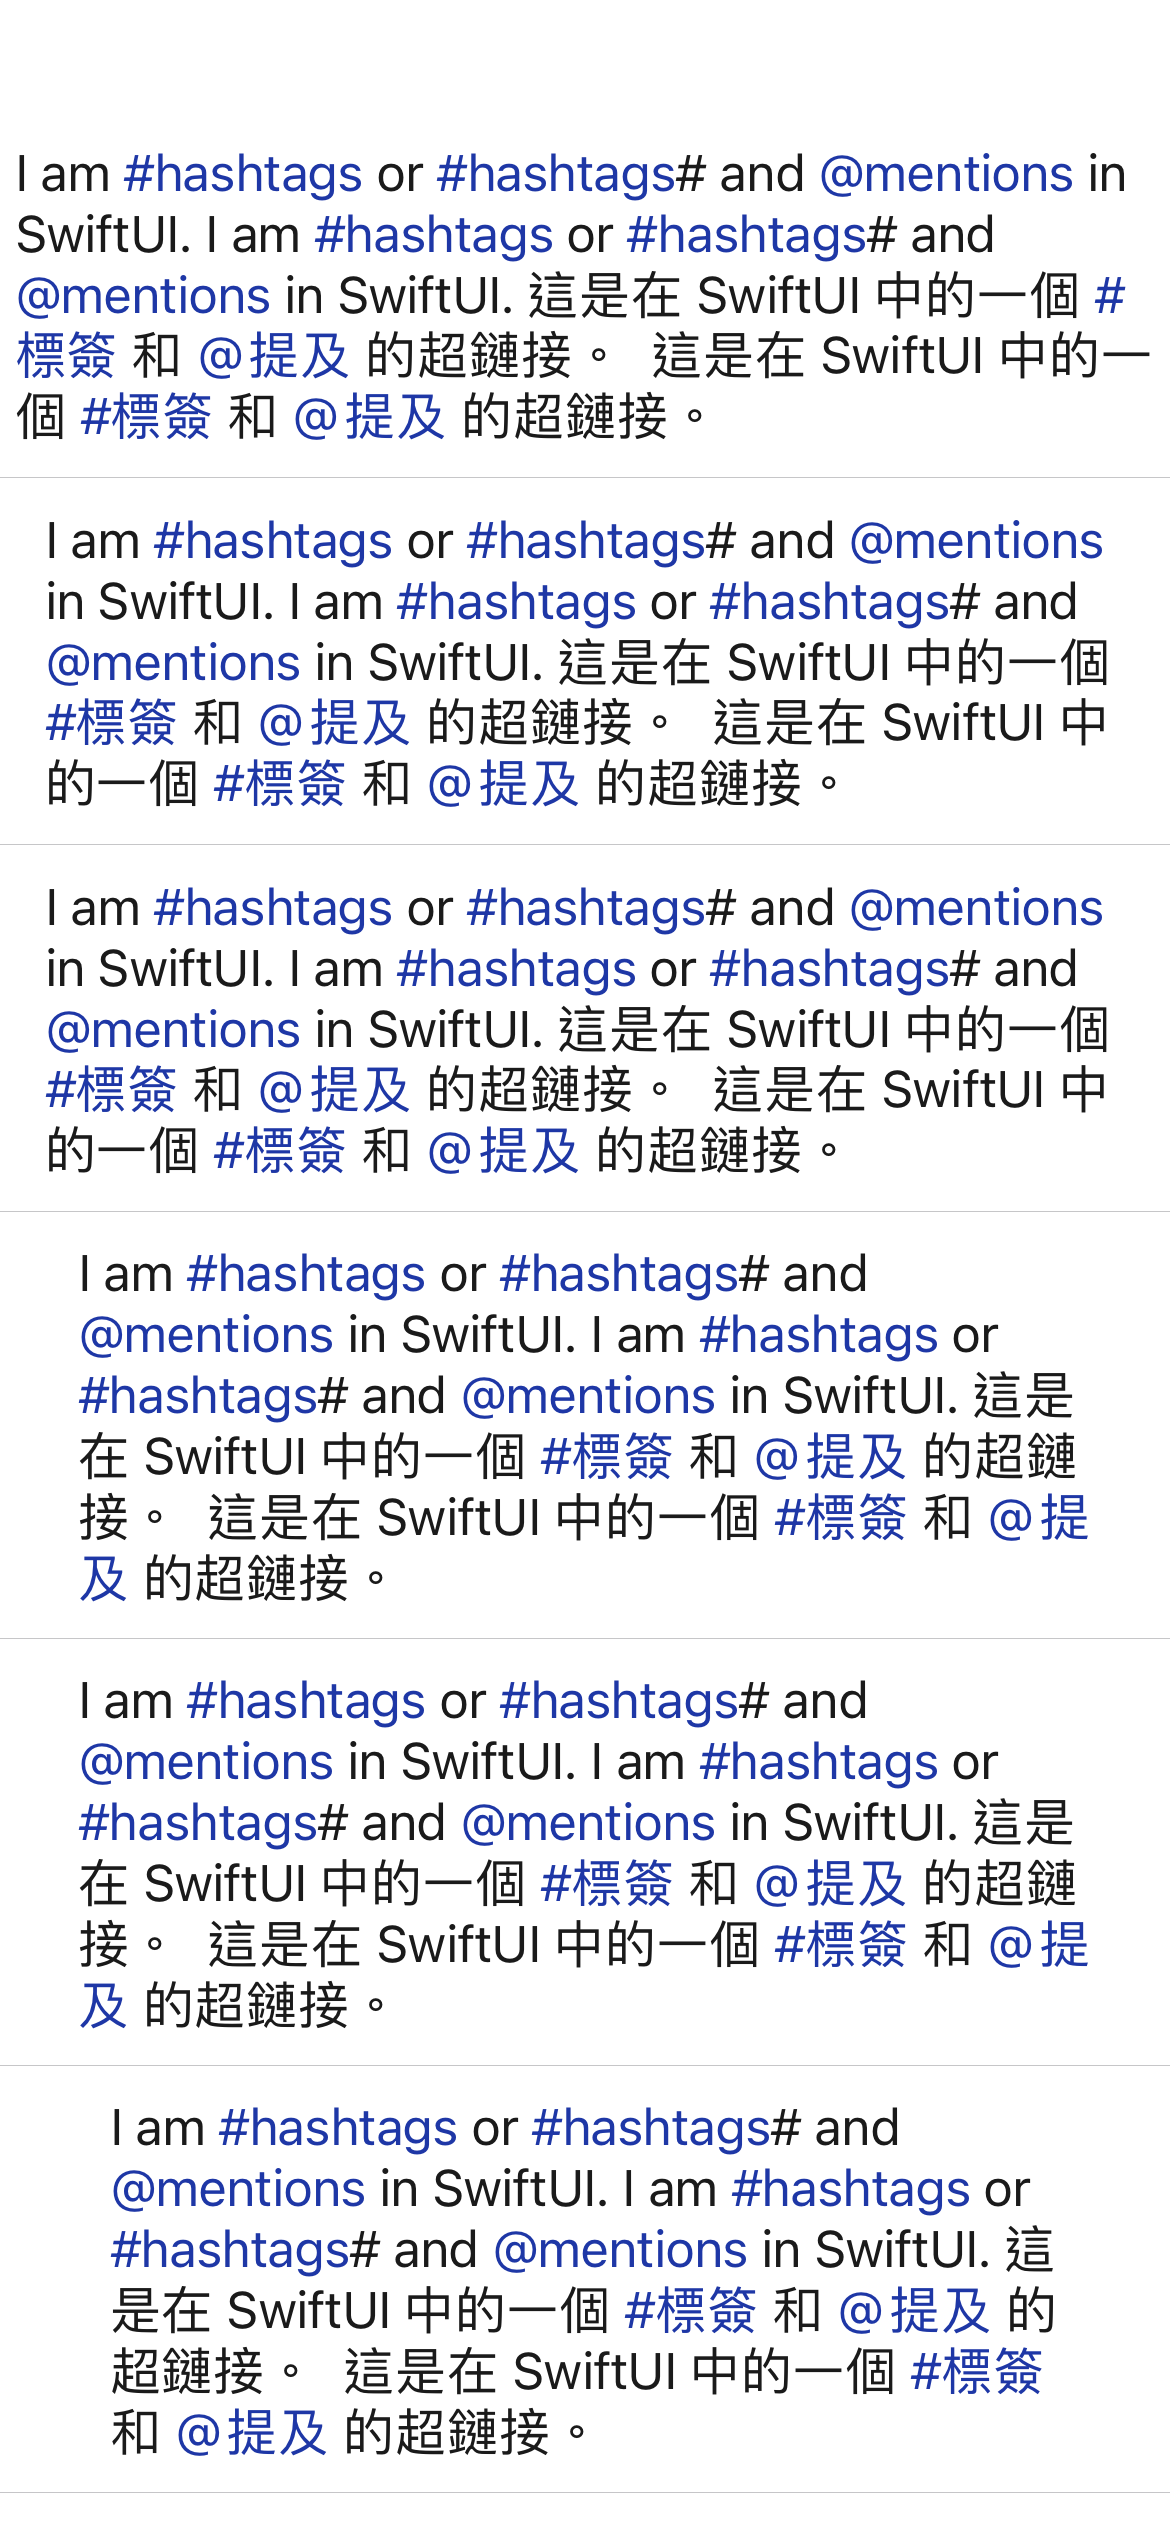 I am #hashtags or #hashtags# and @mentions in
SwiftUI. I am #hashtags or #hashtags# and
@mentions in SwiftUI. 這是在 SwiftUI 中的一個 #
標簽 和 @提及 的超鏈接。 這是在 SwiftUI 中的一
個 #標簽 和 @提及 的超鏈接。
I am #hashtags or #hashtags# and @mentions
in SwiftUI. I am #hashtags or #hashtags# and
@mentions in SwiftUI. 這是在 SwiftUI 中的一個
#標簽 和 @提及 的超鏈接。 這是在 SwiftUI 中
的一個 #標簽 和 @提及 的超鏈接。
I am #hashtags or #hashtags# and @mentions
in SwiftUI. I am #hashtags or #hashtags# and
@mentions in SwiftUI. 這是在 SwiftUI 中的一個
#標簽 和 @提及 的超鏈接。 這是在 SwiftUI 中
的一個 #標簽 和 @提及 的超鏈接。
I am #hashtags or #hashtags# and
@mentions in SwiftUI. I am #hashtags or
#hashtags# and @mentions in SwiftUI. 這是
在 SwiftUI 中的一個 #標簽 和 @提及 的超鏈
接。 這是在 SwiftUI 中的一個 #標簽 和 @提
及 的超鏈接。
I am #hashtags or #hashtags# and
@mentions in SwiftUI. I am #hashtags or
#hashtags# and @mentions in SwiftUI. 這是
在 SwiftUI 中的一個 #標簽 和 @提及 的超鏈
接。 這是在 SwiftUI 中的一個 #標簽 和 @提
及 的超鏈接。
I am #hashtags or #hashtags# and
@mentions in SwiftUI. I am #hashtags or
#hashtags# and @mentions in SwiftUI. 這
是在 SwiftUI 中的一個 #標簽 和 @提及 的
超鏈接。 這是在 SwiftUI 中的一個 #標簽
和 @提及 的超鏈接。